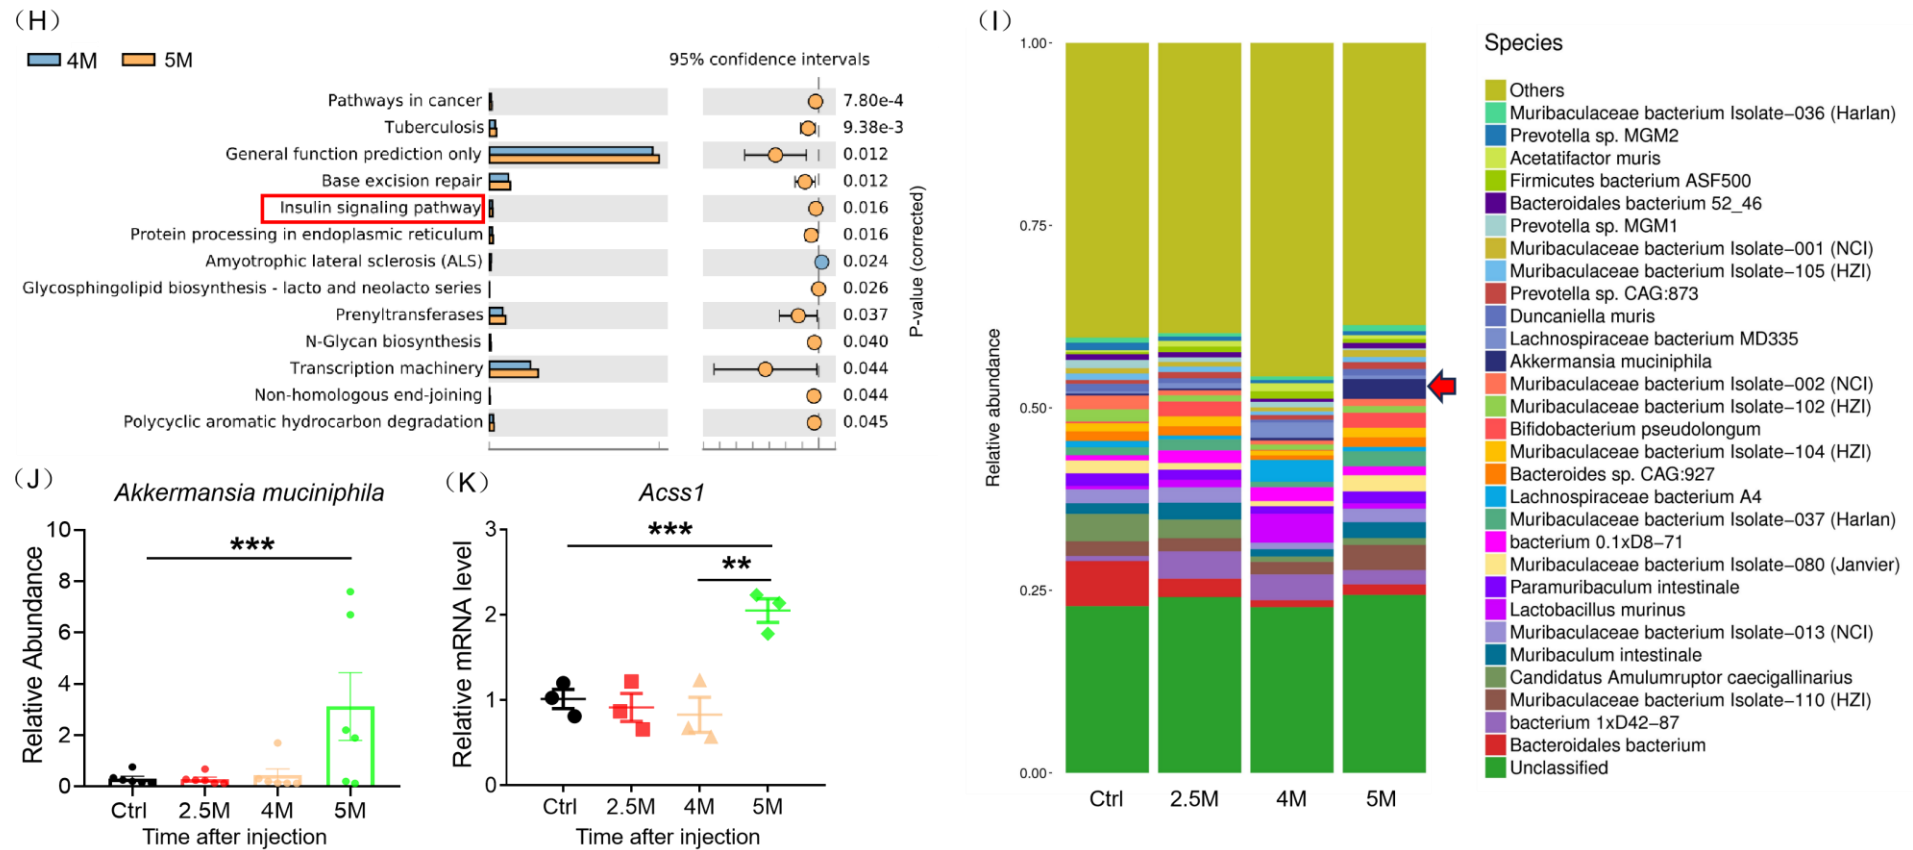 (H)
4M 5M
95% confidence intervals
Pathways in cancer 7.80e-4
Tuberculosis 9.38e-3
General function prediction only 0.012
Base excision repair 0.012
Insulin signaling pathway 0.016
Protein processing in endoplasmic reticulum 0.016
Amyotrophic lateral sclerosis (ALS) 0.024
Glycosphingolipid biosynthesis - lacto and neolacto series 0.026
Prenyltransferases 0.037
N-Glycan biosynthesis 0.040
Transcription machinery 0.044
Non-homologous end-joining 0.044
Polycyclic aromatic hydrocarbon degradation 0.045
P-value (corrected)
(I)
1.00-
0.75-
0.50-
0.25-
0.00-
Relative abundance
Ctrl 2.5M 4M 5M
Species
Others
Muribaculaceae bacterium Isolate−036 (Harlan)
Prevotella sp. MGM2
Acetatifactor muris
Firmicutes bacterium ASF500
Bacteroidales bacterium 52_46
Prevotella sp. MGM1
Muribaculaceae bacterium Isolate−001 (NCI)
Muribaculaceae bacterium Isolate−105 (HZI)
Prevotella sp. CAG:873
Duncaniella muris
Lachnospiraceae bacterium MD335
Akkermansia muciniphila
Muribaculaceae bacterium Isolate−002 (NCI)
Muribaculaceae bacterium Isolate−102 (HZI)
Bifidobacterium pseudolongum
Muribaculaceae bacterium Isolate−104 (HZI)
Bacteroides sp. CAG:927
Lachnospiraceae bacterium A4
Muribaculaceae bacterium Isolate−037 (Harlan)
bacterium 0.1xD8−71
Muribaculaceae bacterium Isolate−080 (Janvier)
Paramuribaculum intestinale
Lactobacillus murinus
Muribaculaceae bacterium Isolate−013 (NCI)
Muribaculum intestinale
Candidatus Amulumruptor caecigallinarius
Muribaculaceae bacterium Isolate−110 (HZI)
bacterium 1xD42−87
Bacteroidales bacterium
Unclassified
(J)
Akkermansia muciniphila
***
10
8
6
4
2
0
Relative Abundance
Ctrl 2.5M 4M 5M
Time after injection
(K)
Acss1
***
**
3
2
1
0
Relative mRNA level
Ctrl 2.5M 4M 5M
Time after injection